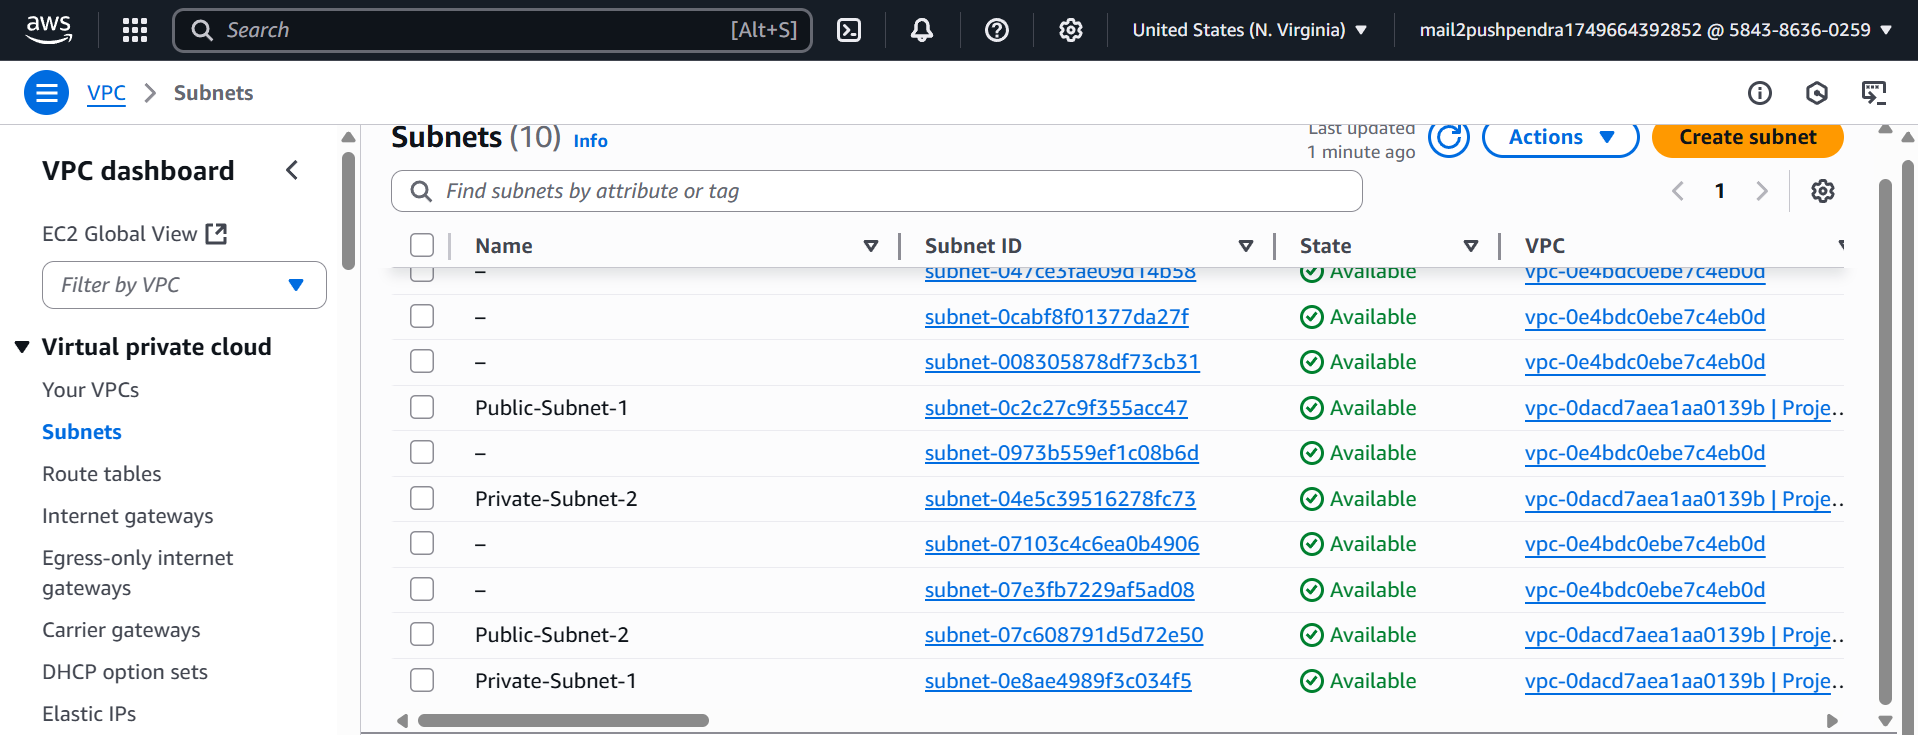 aws
Search [Alt+S] United States (N. Virginia) mail2pushpendra1749664392852 @ 5843-8636-0259
VPC Subnets
VPC dashboard
EC2 Global View
Filter by VPC
Virtual private cloud
Your VPCs
Subnets
Route tables
Internet gateways
Egress-only internet
gateways
Carrier gateways
DHCP option sets
Elastic IPs
Subnets (10) Info
Last updated
1 minute ago
Actions
Create subnet
Find subnets by attribute or tag
1
Name Subnet ID State VPC
– subnet-047ce3fae09d14b58 Available vpc-0e4bdc0ebe7c4eb0d
– subnet-0cabf8f01377da27f Available vpc-0e4bdc0ebe7c4eb0d
– subnet-008305878df73cb31 Available vpc-0e4bdc0ebe7c4eb0d
Public-Subnet-1 subnet-0c2c27c9f355acc47 Available vpc-0dacd7aea1aa0139b | Proje..
– subnet-0973b559ef1c08b6d Available vpc-0e4bdc0ebe7c4eb0d
Private-Subnet-2 subnet-04e5c39516278fc73 Available vpc-0dacd7aea1aa0139b | Proje..
– subnet-07103c4c6ea0b4906 Available vpc-0e4bdc0ebe7c4eb0d
– subnet-07e3fb7229af5ad08 Available vpc-0e4bdc0ebe7c4eb0d
Public-Subnet-2 subnet-07c608791d5d72e50 Available vpc-0dacd7aea1aa0139b | Proje..
Private-Subnet-1 subnet-0e8ae4989f3c034f5 Available vpc-0dacd7aea1aa0139b | Proje..